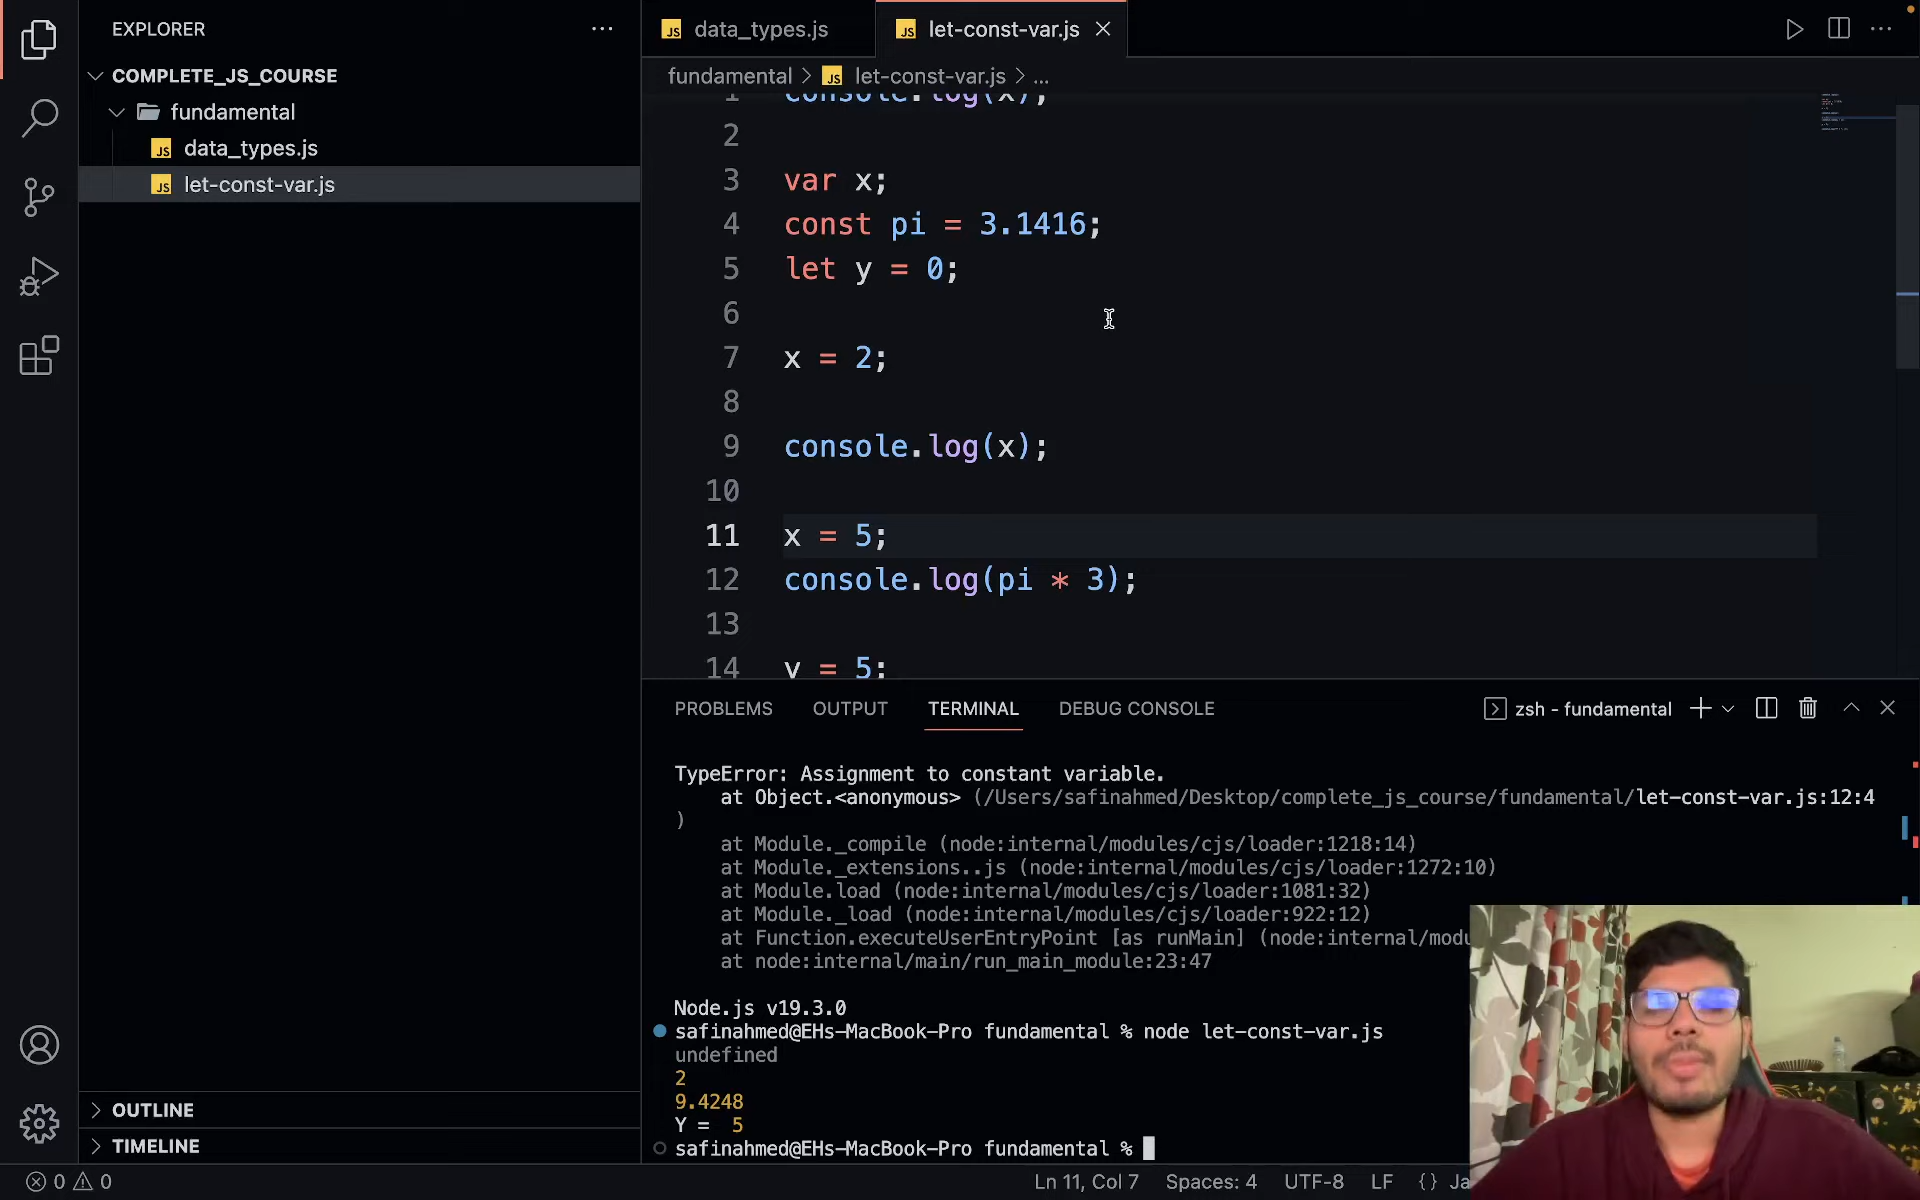 EXPLORER
COMPLETE_JS_COURSE
fundamental
JS data_types.js
JS let-const-var.js
OUTLINE
TIMELINE
JS data_types.js
JS let-const-var.js
fundamental > JS let-const-var.js > ...
1 console.log(x);
2
3 var x;
4 const pi = 3.1416;
5 let y = 0;
6
7 x = 2;
8
9 console.log(x);
10
11 x = 5;
12 console.log(pi * 3);
13
14 y = 5;
PROBLEMS OUTPUT TERMINAL DEBUG CONSOLE
zsh - fundamental
TypeError: Assignment to constant variable.
at Object.<anonymous> (/Users/safinahmed/Desktop/complete_js_course/fundamental/let-const-var.js:12:4
)
at Module._compile (node:internal/modules/cjs/loader:1218:14)
at Module._extensions..js (node:internal/modules/cjs/loader:1272:10)
at Module.load (node:internal/modules/cjs/loader:1081:32)
at Module._load (node:internal/modules/cjs/loader:922:12)
at Function.executeUserEntryPoint [as runMain] (node:internal/modu
at node:internal/main/run_main_module:23:47
Node.js v19.3.0
safinahmed@EHs-MacBook-Pro fundamental % node let-const-var.js
undefined
2
9.4248
Y =  5
safinahmed@EHs-MacBook-Pro fundamental %
0 0
Ln 11, Col 7 Spaces: 4 UTF-8 LF {} Ja